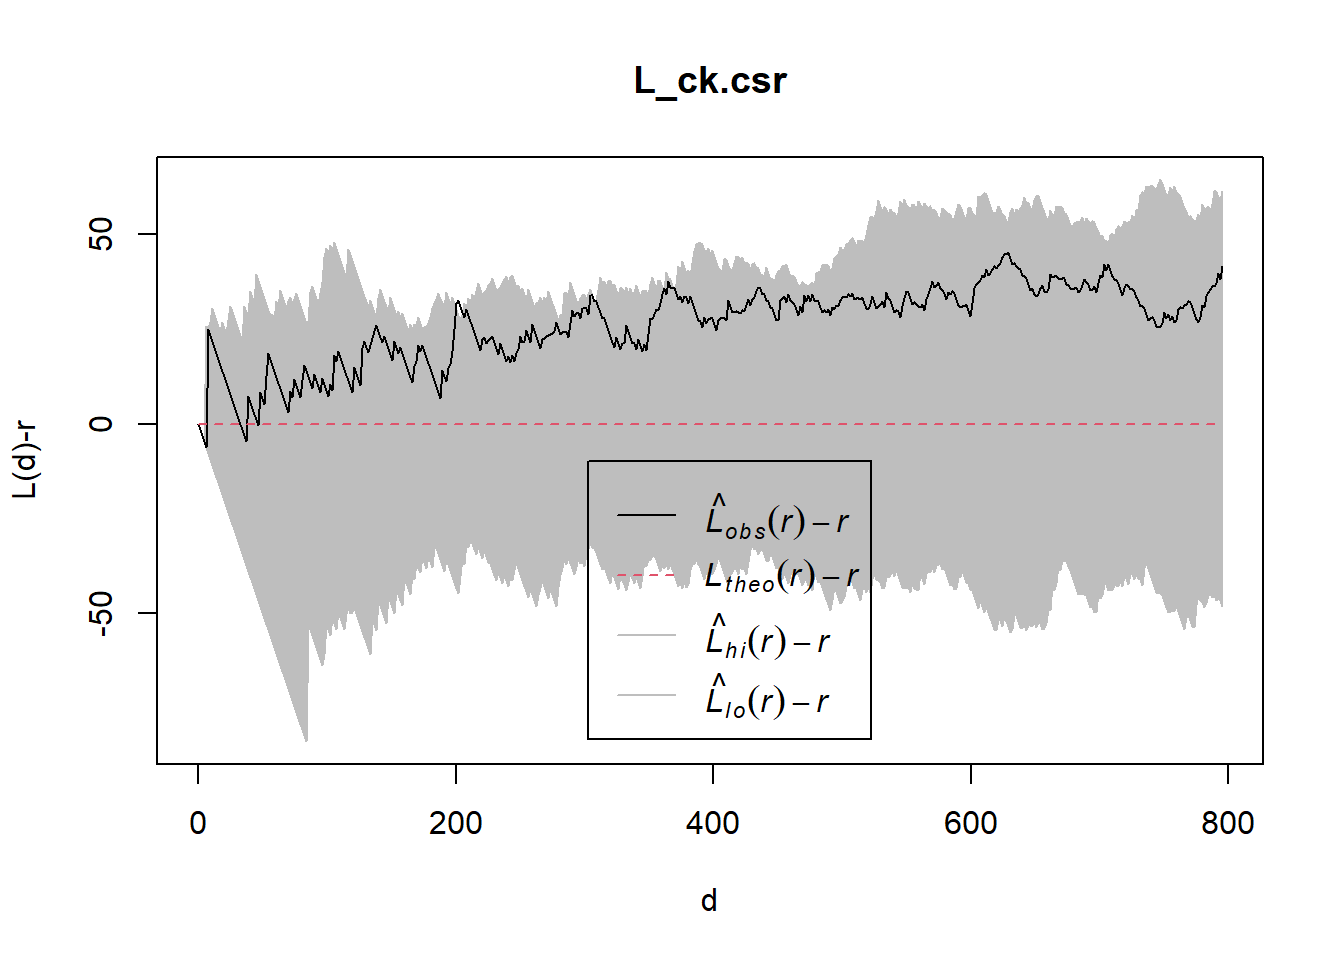 L_ck.csr
L(d)-r
50
0
-50
L̂obs(r) − r
Ltheo(r) − r
L̂hi(r) − r
L̂lo(r) − r
0 200 400 600 800
d